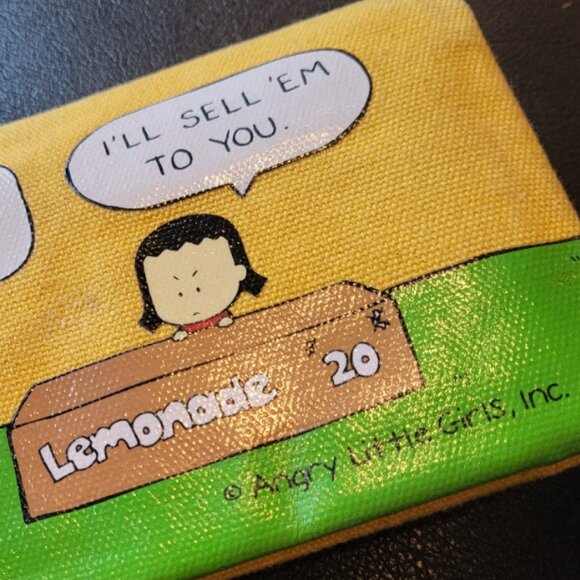 I'LL SELL 'EM
TO YOU.
Lemonade 20
© Angry Little Girls, Inc.